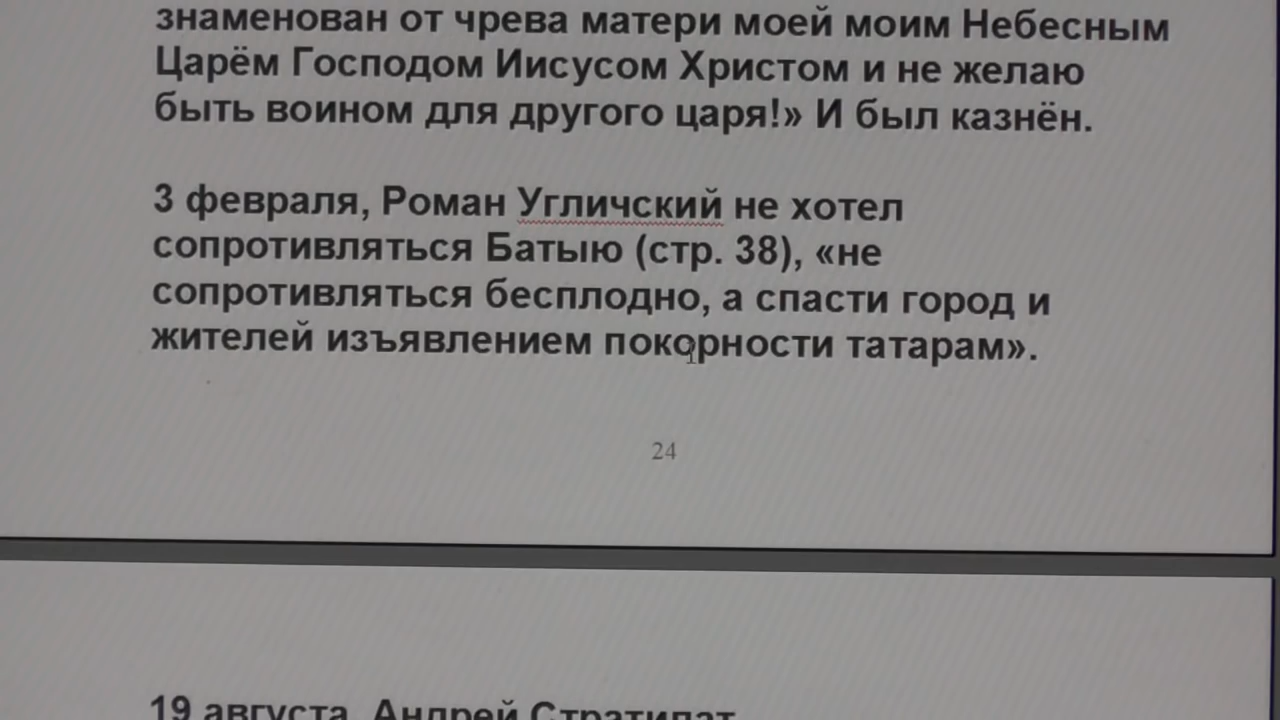 знаменован от чрева матери моей моим Небесным
Царём Господом Иисусом Христом и не желаю
быть воином для другого царя!» И был казнён.
3 февраля, Роман Угличский не хотел
сопротивляться Батыю (стр. 38), «не
сопротивляться бесплодно, а спасти город и
жителей изъявлением покорности татарам».
24
19 августа, Андрей Стратилат